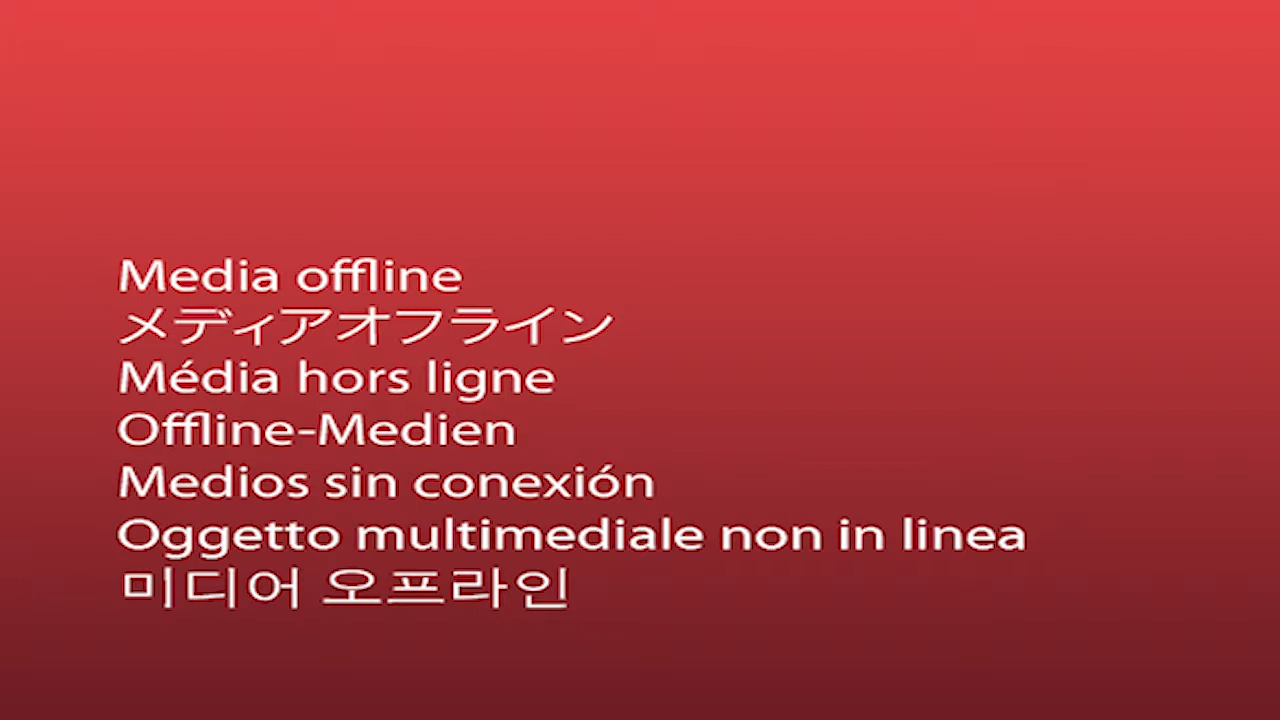 Media offline
メディアオフライン
Média hors ligne
Offline-Medien
Medios sin conexión
Oggetto multimediale non in linea
미디어 오프라인